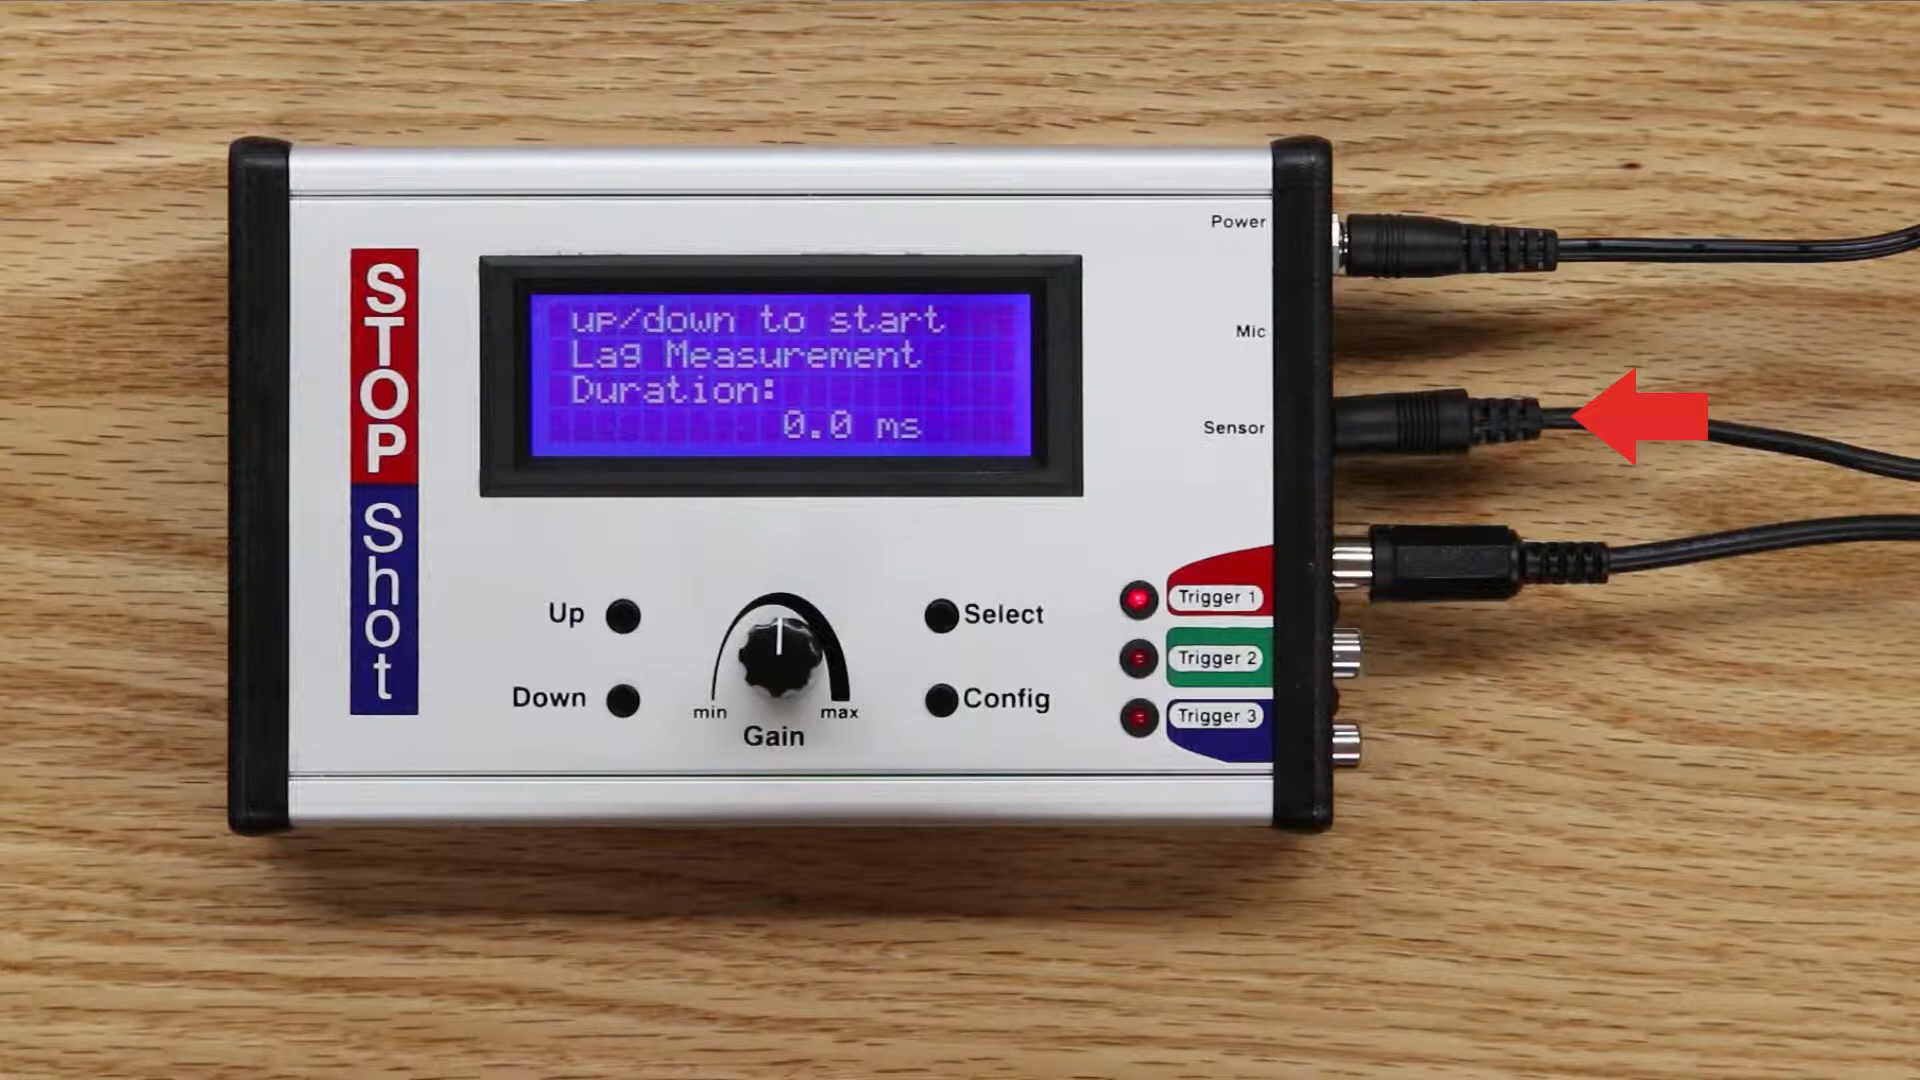 STOP Shot
up/down to start
Lag Measurement
Duration:
0.0 ms
Power
Mic
Sensor
Up
Down
min
max
Gain
Select
Config
Trigger 1
Trigger 2
Trigger 3